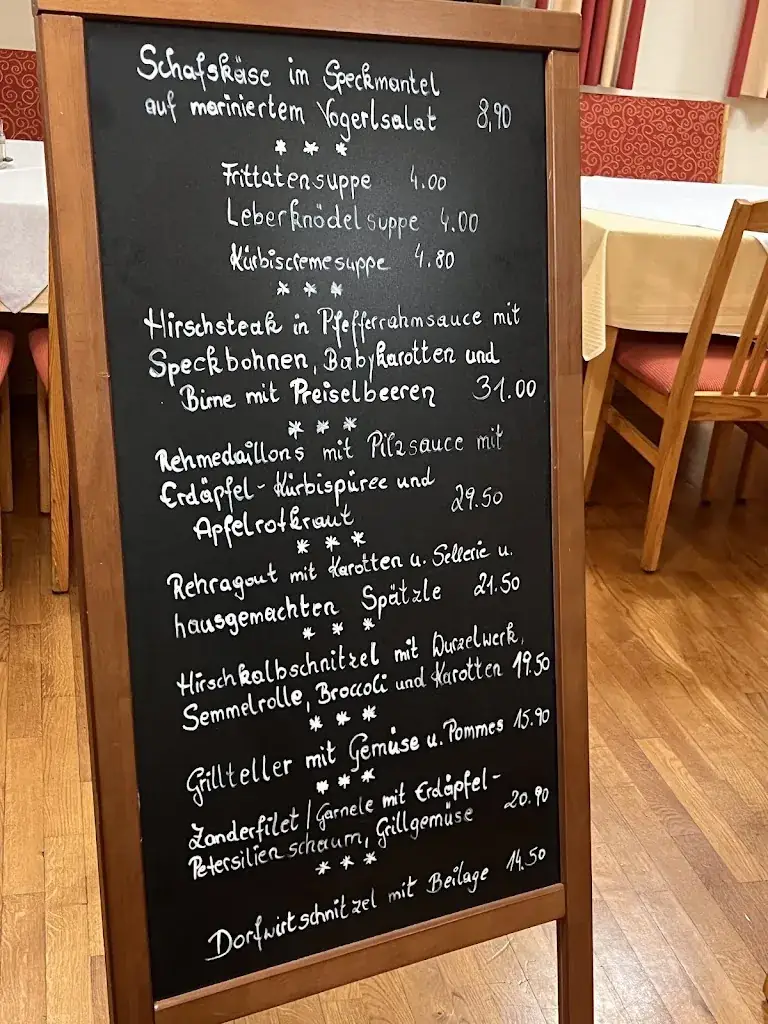 Schafskäse im Speckmantel
auf mariniertem Vogerlsalat 8,90
* * *
Frittatensuppe 4.00
Leberknödelsuppe 4.00
Kürbiscremesuppe 4.80
* * *
Hirschsteak in Pfefferrahmsauce mit
Speckbohnen, Babykarotten und
Birne mit Preiselbeeren 31.00
* * *
Rehmedaillons mit Pilzsauce mit
Erdäpfel-Kürbispüree und
Apfelrotkraut 29.50
* * *
Rehragout mit Karotten u. Sellerie u.
hausgemachten Spätzle 21.50
* * *
Hirschkalbschnitzel mit Wurzelwerk,
Semmelrolle, Broccoli und Karotten 19.50
* * *
Grillteller mit Gemüse u. Pommes 15.90
* * *
Zanderfilet / Garnele mit Erdäpfel-
Petersilienschaum, Grillgemüse 20.90
* * *
Dorfwirtschnitzel mit Beilage 14.50